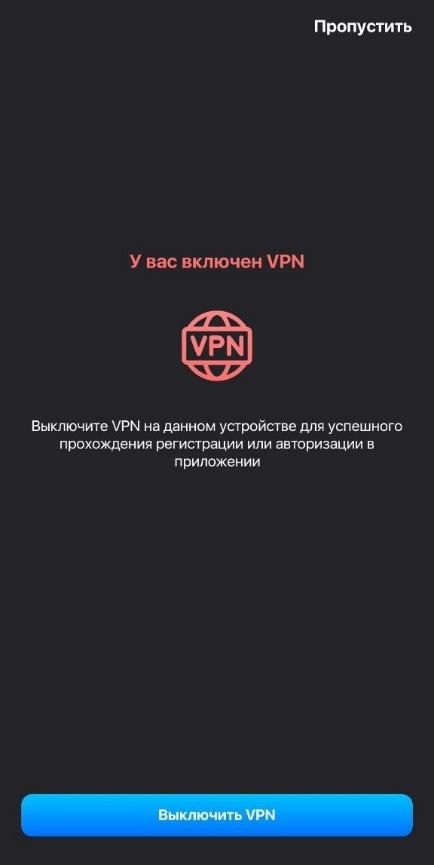 Пропустить
У вас включен VPN
VPN
Выключите VPN на данном устройстве для успешного
прохождения регистрации или авторизации в
приложении
Выключить VPN